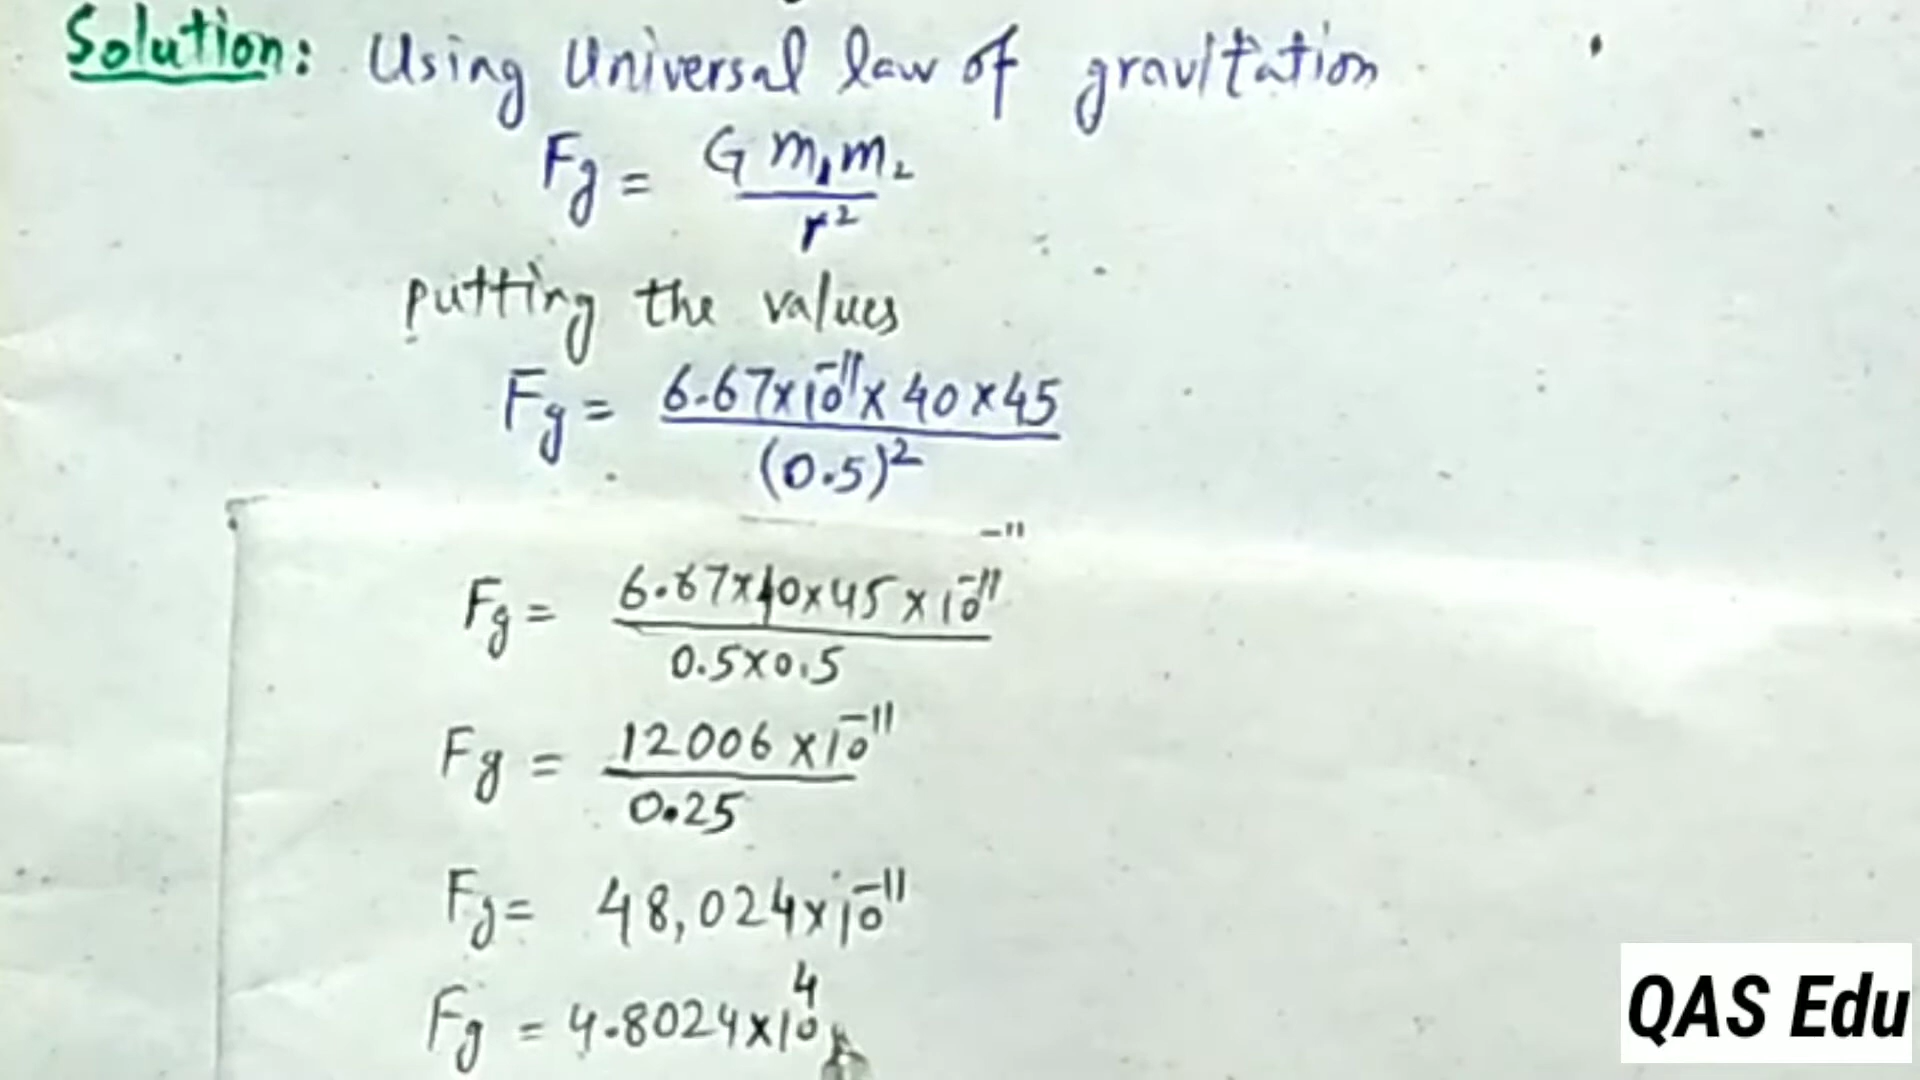 Solution: Using Universal law of gravitation
Fg = G m₁m₂ / r²
putting the values
Fg = 6.67×10⁻¹¹× 40×45 / (0.5)²
-11
Fg = 6.67×40×45×10⁻¹¹ / 0.5×0.5
Fg = 12006×10⁻¹¹ / 0.25
Fg = 48,024×10⁻¹¹
Fg = 4.8024×10⁴
QAS Edu